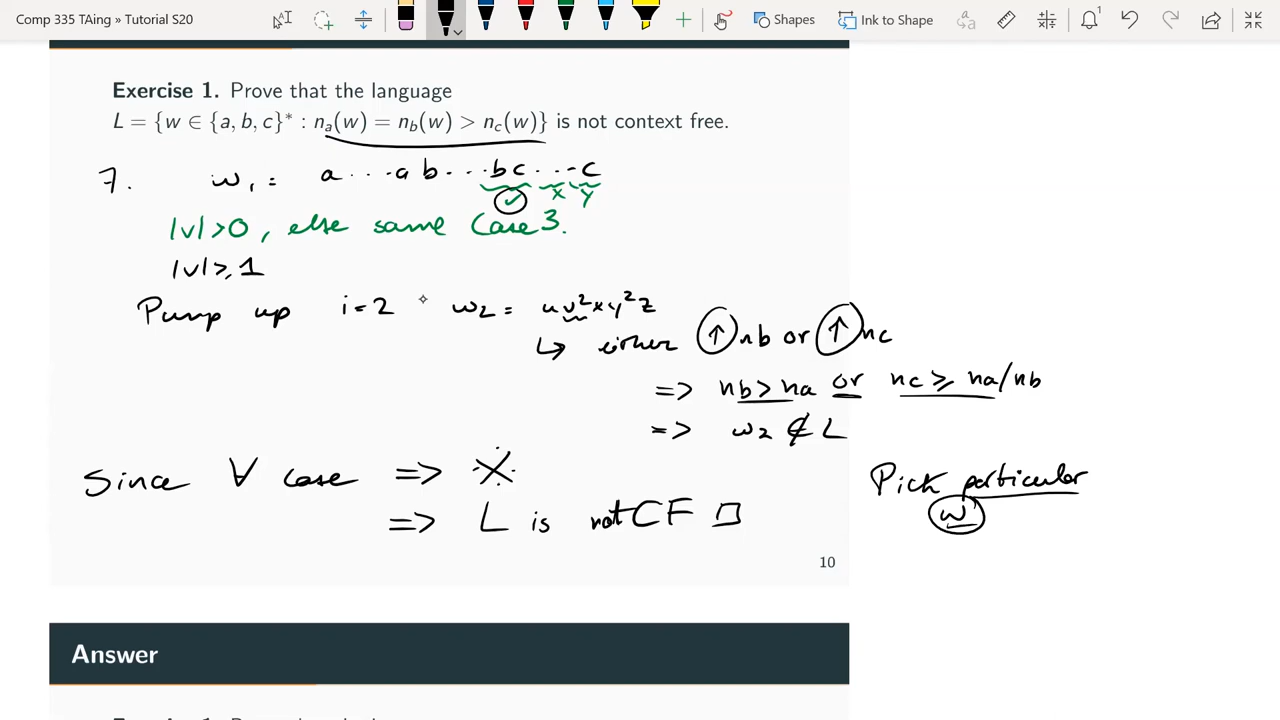 Comp 335 TAing » Tutorial S20
Shapes
Ink to Shape
Exercise 1. Prove that the language
L = {w ∈ {a, b, c}* : nₐ(w) = n_b(w) > n_c(w)} is not context free.
7. w₁ = a...ab...bc...c
v x y
|v|>0, else same Case 3.
|v|≥1
Pump up i=2 w₂ = uv²xy²z
↳ either ↑nb or ↑nc
=> nb>na or nc≥na/nb
=> w₂ ∉ L
Since ∀ case => ※
Pick particular
w
=> L is not CF □
10
Answer